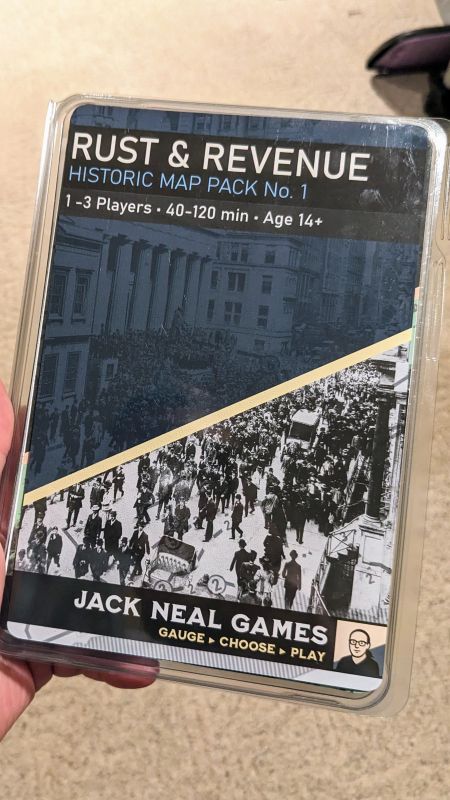 RUST & REVENUE
HISTORIC MAP PACK No. 1
1-3 Players • 40-120 min • Age 14+
JACK NEAL GAMES
GAUGE ▸ CHOOSE ▸ PLAY